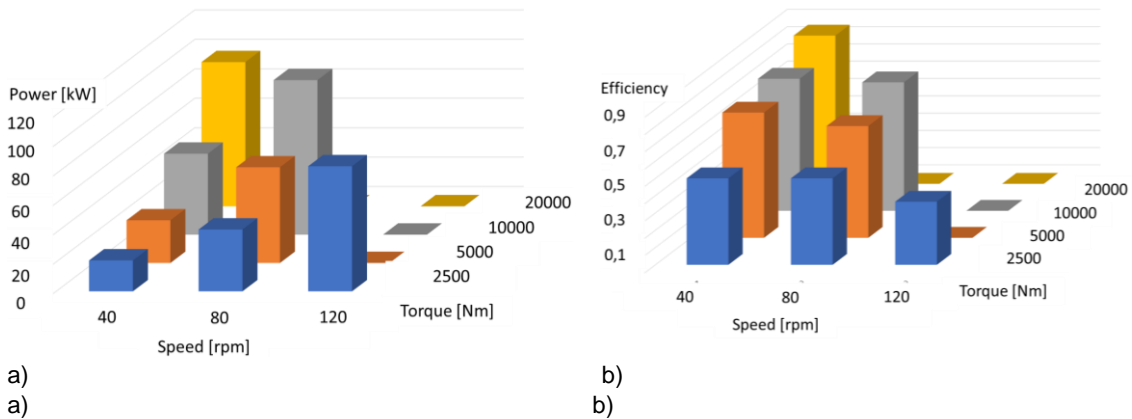 Power [kW]
120
100
80
60
40
20
0
40
80
120
Speed [rpm]
2500
5000
10000
20000
Torque [Nm]
Efficiency
0,9
0,7
0,5
0,3
0,1
40
80
120
Speed [rpm]
2500
5000
10000
20000
Torque [Nm]
a)
b)
a)
b)